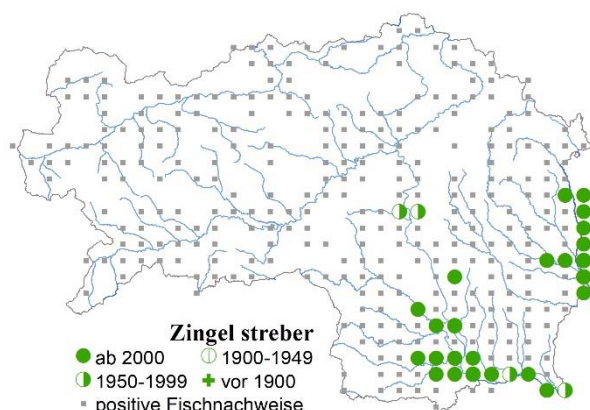 Zingel streber
ab 2000 1900-1949
1950-1999 vor 1900
positive Fischnachweise